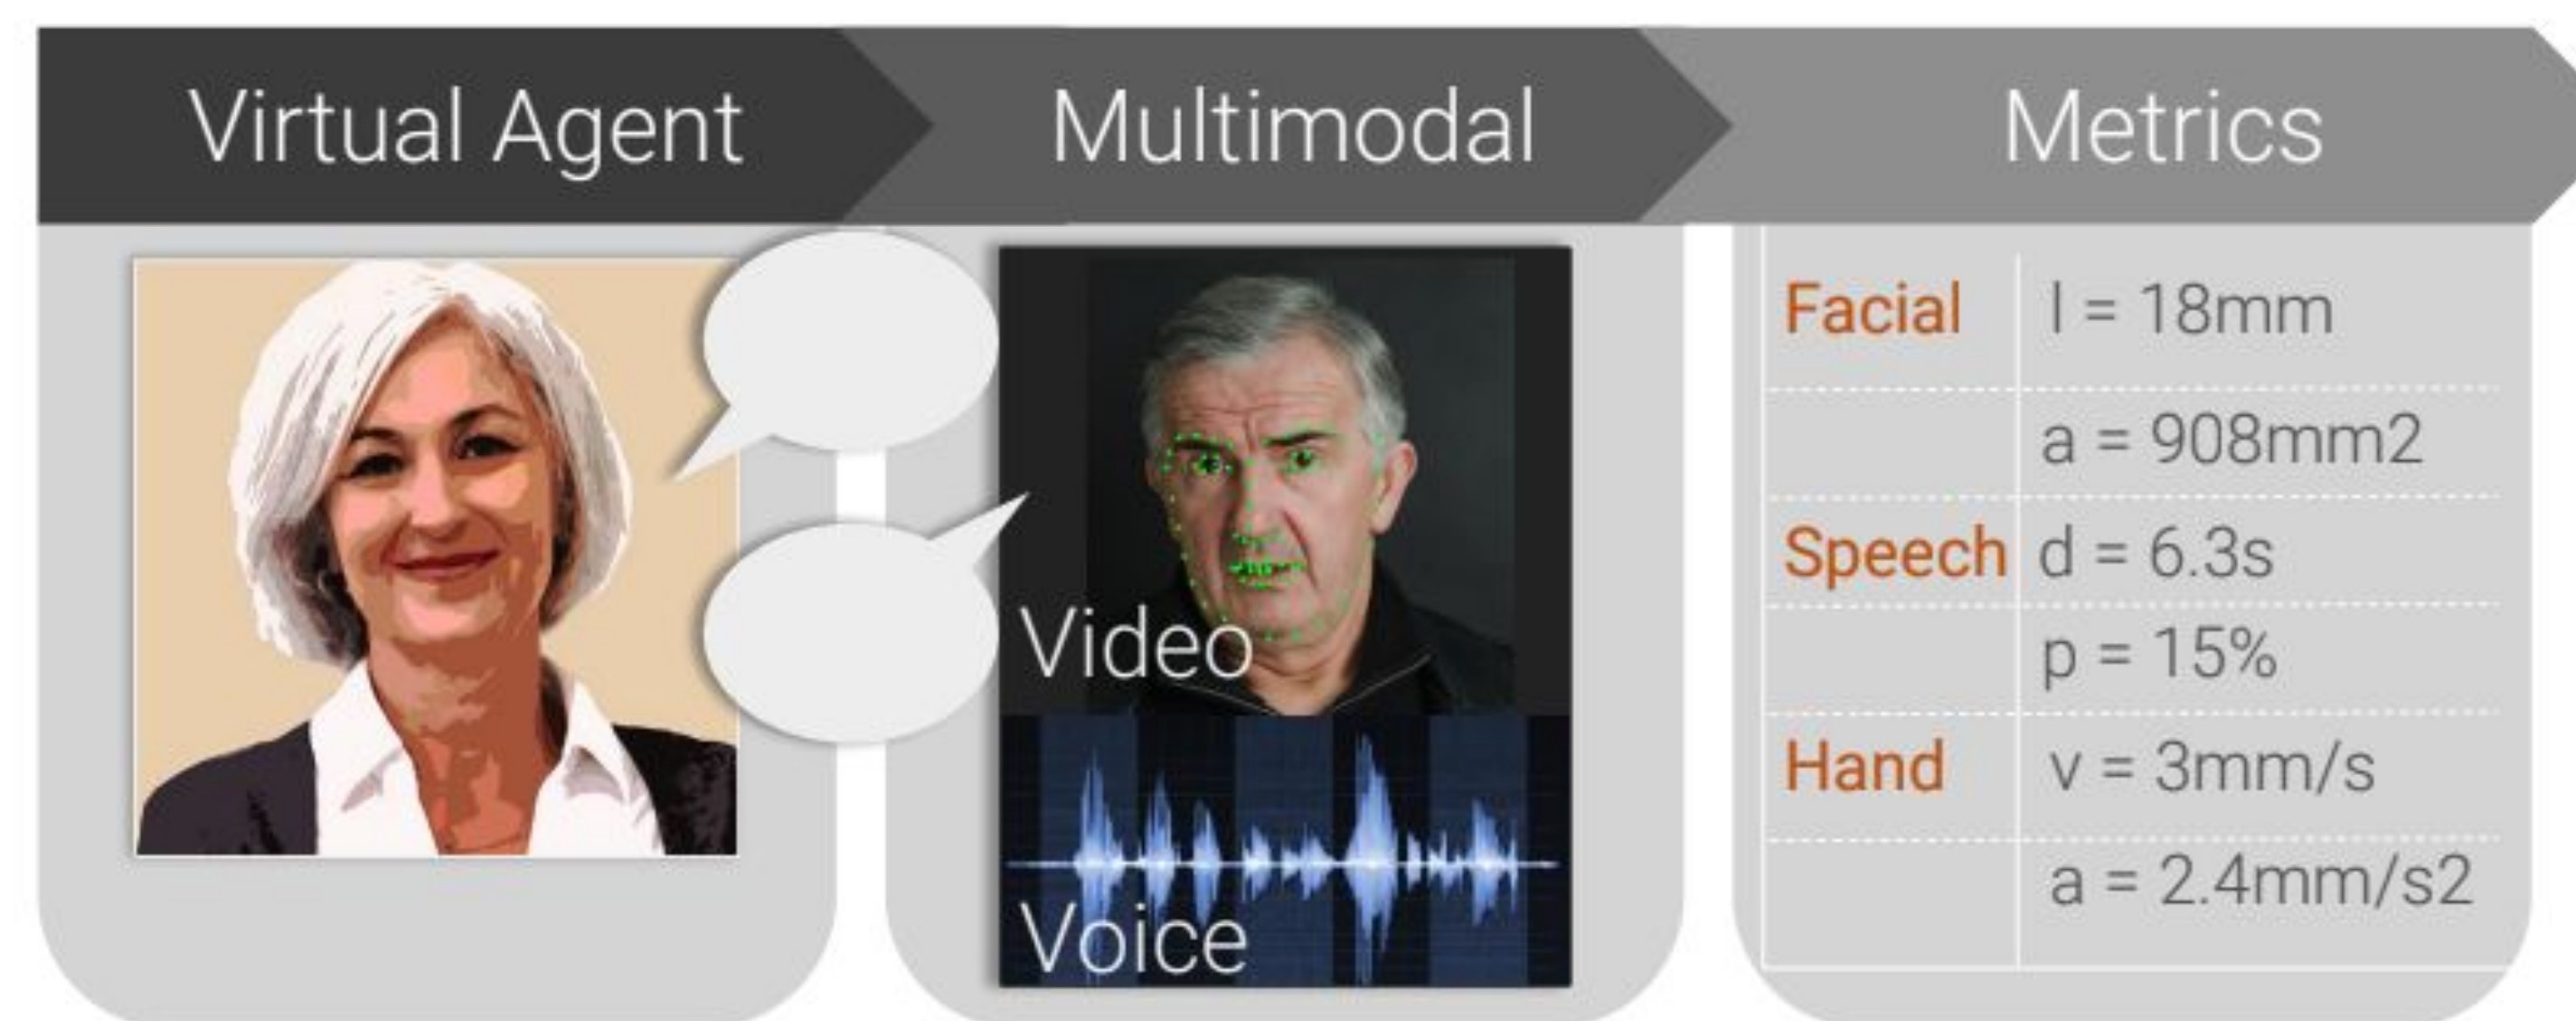 Virtual Agent
Multimodal
Metrics
Video
Voice
Facial l = 18mm
a = 908mm2
Speech d = 6.3s
p = 15%
Hand v = 3mm/s
a = 2.4mm/s2